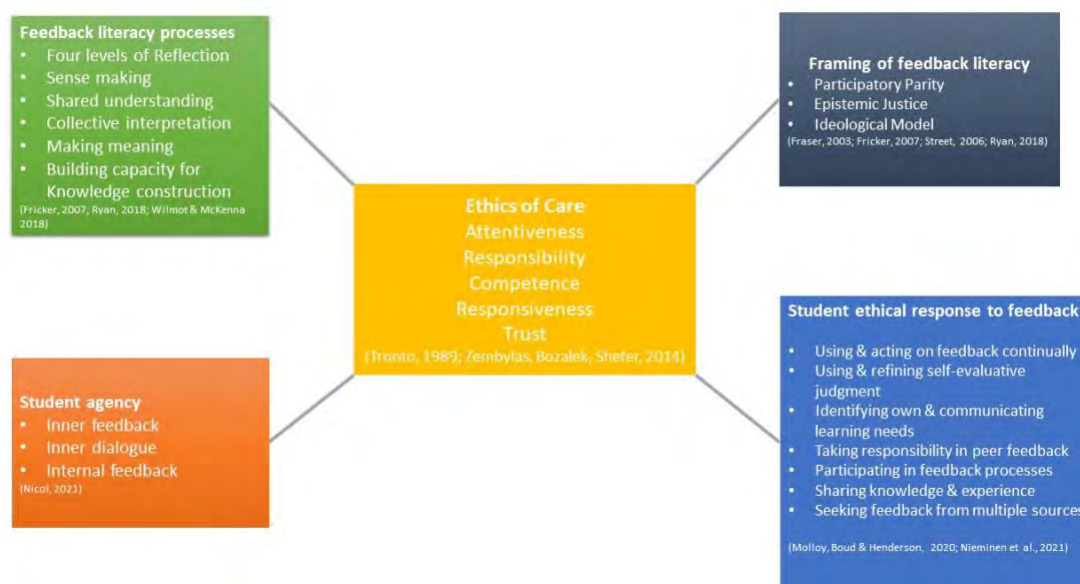 Feedback literacy processes
• Four levels of Reflection
• Sense making
• Shared understanding
• Collective interpretation
• Making meaning
• Building capacity for
Knowledge construction
(Fricker, 2007; Ryan, 2018; Wilmot & McKenna
2018)
Framing of feedback literacy
• Participatory Parity
• Epistemic Justice
• Ideological Model
(Fraser, 2003; Fricker, 2007; Street, 2006; Ryan, 2018)
Ethics of Care
Attentiveness
Responsibility
Competence
Responsiveness
Trust
(Tronto, 1989; Zembylas, Bozalek, Shefer, 2014)
Student agency
• Inner feedback
• Inner dialogue
• Internal feedback
(Nicol, 2021)
Student ethical response to feedback
• Using & acting on feedback continually
• Using & refining self-evaluative
judgment
• Identifying own & communicating
learning needs
• Taking responsibility in peer feedback
• Participating in feedback processes
• Sharing knowledge & experience
• Seeking feedback from multiple sources
(Molloy, Boud & Henderson, 2020; Nieminen et al., 2021)